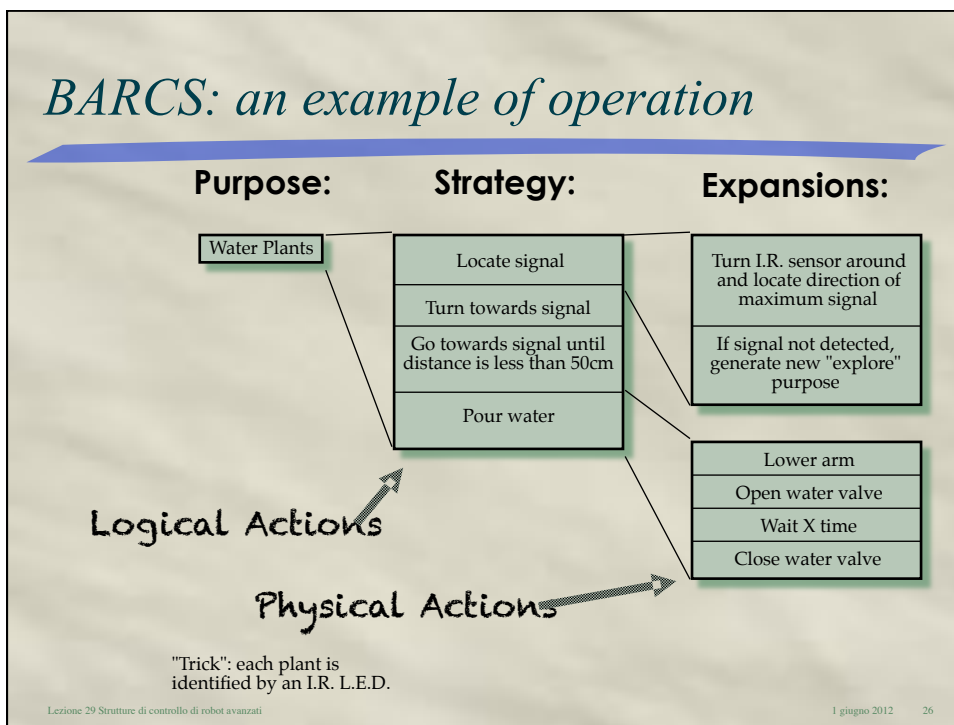 BARCS: an example of operation
Purpose:
Strategy:
Expansions:
Water Plants
Locate signal
Turn towards signal
Go towards signal until
distance is less than 50cm
Pour water
Turn I.R. sensor around
and locate direction of
maximum signal
If signal not detected,
generate new "explore"
purpose
Lower arm
Open water valve
Wait X time
Close water valve
Logical Actions
Physical Actions
"Trick": each plant is
identified by an I.R. L.E.D.
Lezione 29 Strutture di controllo di robot avanzati
1 giugno 2012
26